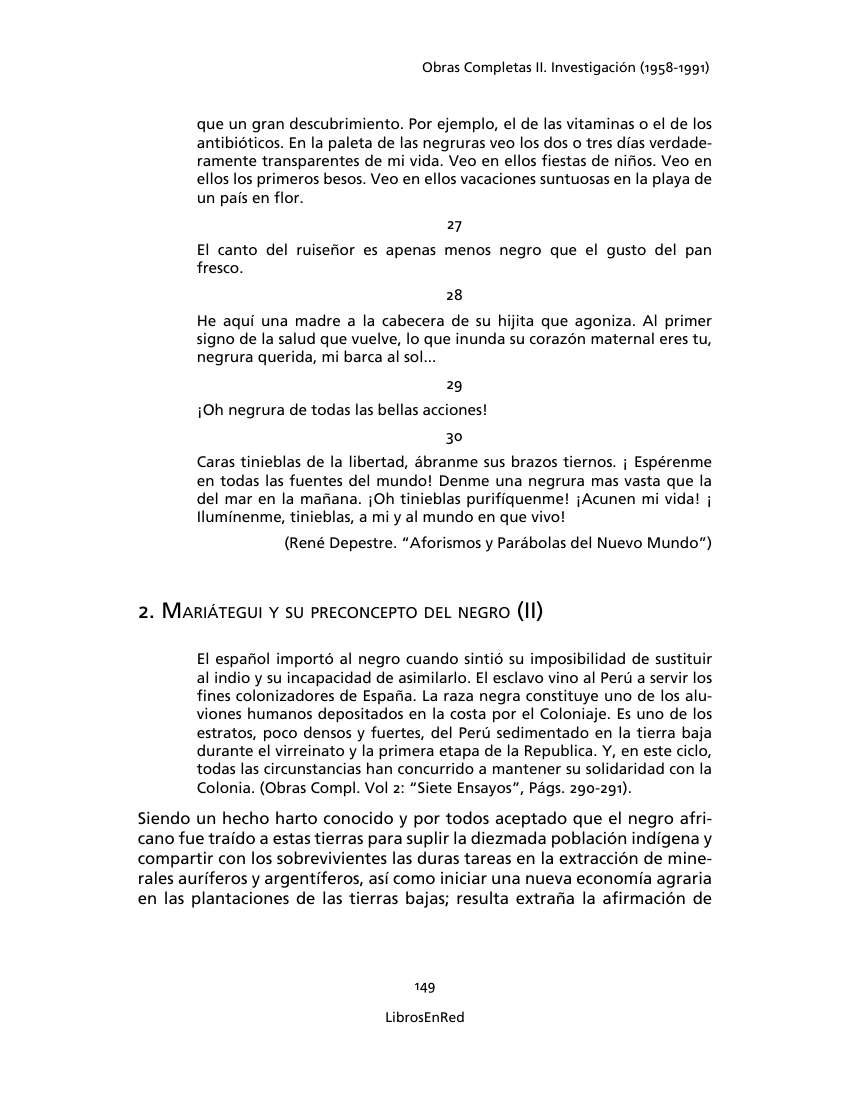 Obras Completas II. Investigación (1958-1991)
que un gran descubrimiento. Por ejemplo, el de las vitaminas o el de los
antibióticos. En la paleta de las negruras veo los dos o tres días verdade-
ramente transparentes de mi vida. Veo en ellos fiestas de niños. Veo en
ellos los primeros besos. Veo en ellos vacaciones suntuosas en la playa de
un país en flor.
27
El canto del ruiseñor es apenas menos negro que el gusto del pan
fresco.
28
He aquí una madre a la cabecera de su hijita que agoniza. Al primer
signo de la salud que vuelve, lo que inunda su corazón maternal eres tu,
negrura querida, mi barca al sol...
29
¡Oh negrura de todas las bellas acciones!
30
Caras tinieblas de la libertad, ábranme sus brazos tiernos. ¡ Espérenme
en todas las fuentes del mundo! Denme una negrura mas vasta que la
del mar en la mañana. ¡Oh tinieblas purifíquenme! ¡Acunen mi vida! ¡
Ilumínenme, tinieblas, a mi y al mundo en que vivo!
(René Depestre. “Aforismos y Parábolas del Nuevo Mundo”)
2. Mariátegui y su preconcepto del negro (II)
El español importó al negro cuando sintió su imposibilidad de sustituir
al indio y su incapacidad de asimilarlo. El esclavo vino al Perú a servir los
fines colonizadores de España. La raza negra constituye uno de los alu-
viones humanos depositados en la costa por el Coloniaje. Es uno de los
estratos, poco densos y fuertes, del Perú sedimentado en la tierra baja
durante el virreinato y la primera etapa de la Republica. Y, en este ciclo,
todas las circunstancias han concurrido a mantener su solidaridad con la
Colonia. (Obras Compl. Vol 2: “Siete Ensayos”, Págs. 290-291).
Siendo un hecho harto conocido y por todos aceptado que el negro afri-
cano fue traído a estas tierras para suplir la diezmada población indígena y
compartir con los sobrevivientes las duras tareas en la extracción de mine-
rales auríferos y argentíferos, así como iniciar una nueva economía agraria
en las plantaciones de las tierras bajas; resulta extraña la afirmación de
149
LibrosEnRed